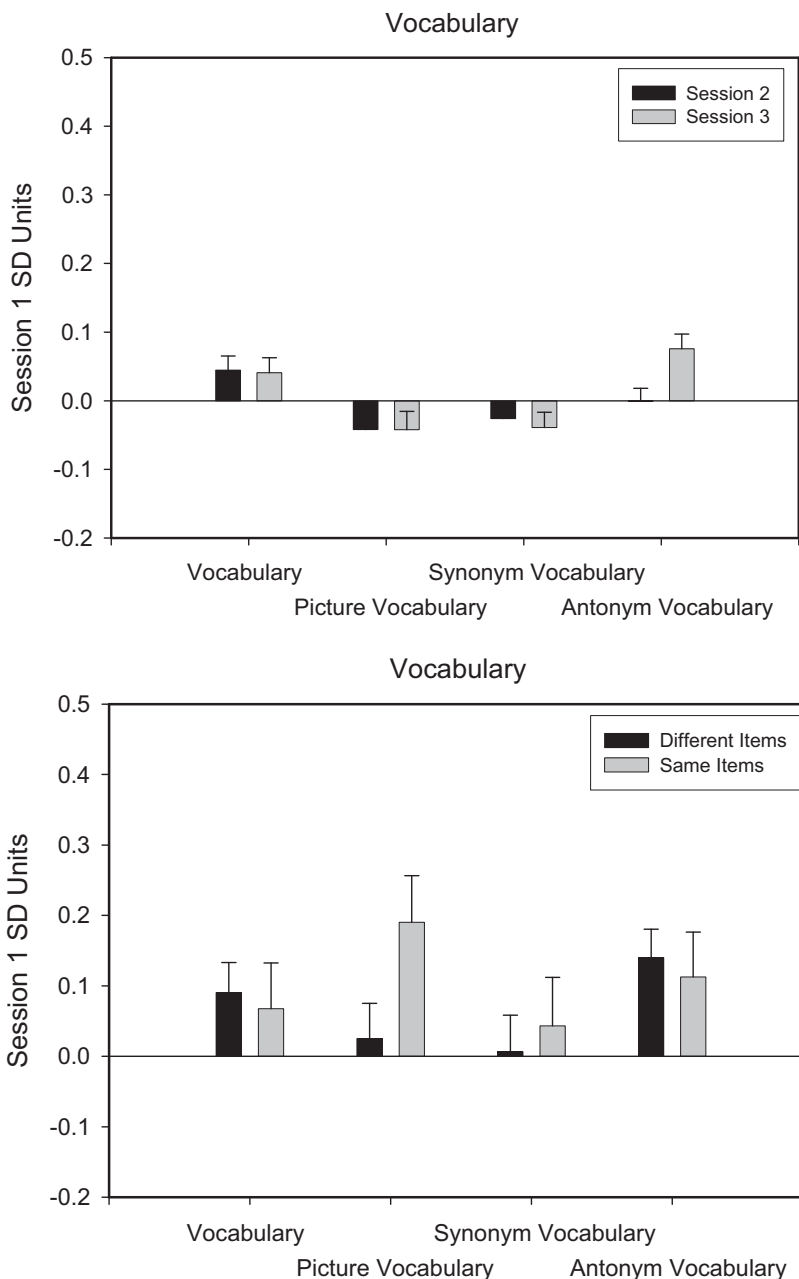 Vocabulary
0.5
0.4
0.3
0.2
0.1
0.0
-0.1
-0.2
Session 1 SD Units
Session 2
Session 3
Vocabulary
Synonym Vocabulary
Picture Vocabulary
Antonym Vocabulary
Vocabulary
0.5
0.4
0.3
0.2
0.1
0.0
-0.1
-0.2
Session 1 SD Units
Different Items
Same Items
Vocabulary
Synonym Vocabulary
Picture Vocabulary
Antonym Vocabulary